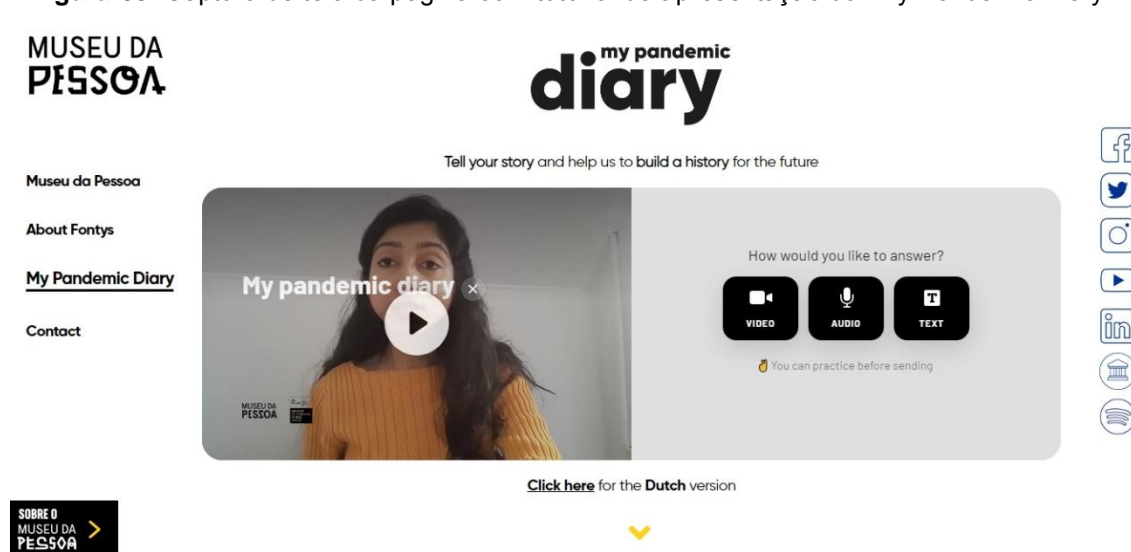 MUSEU DA
PESSOA
my pandemic
diary
Tell your story and help us to build a history for the future
Museu da Pessoa
About Fontys
My Pandemic Diary
Contact
My pandemic diary
MUSEU DA
PESSOA
How would you like to answer?
VIDEO
AUDIO
TEXT
You can practice before sending
Click here for the Dutch version
SOBRE O
MUSEU DA
PESSOA